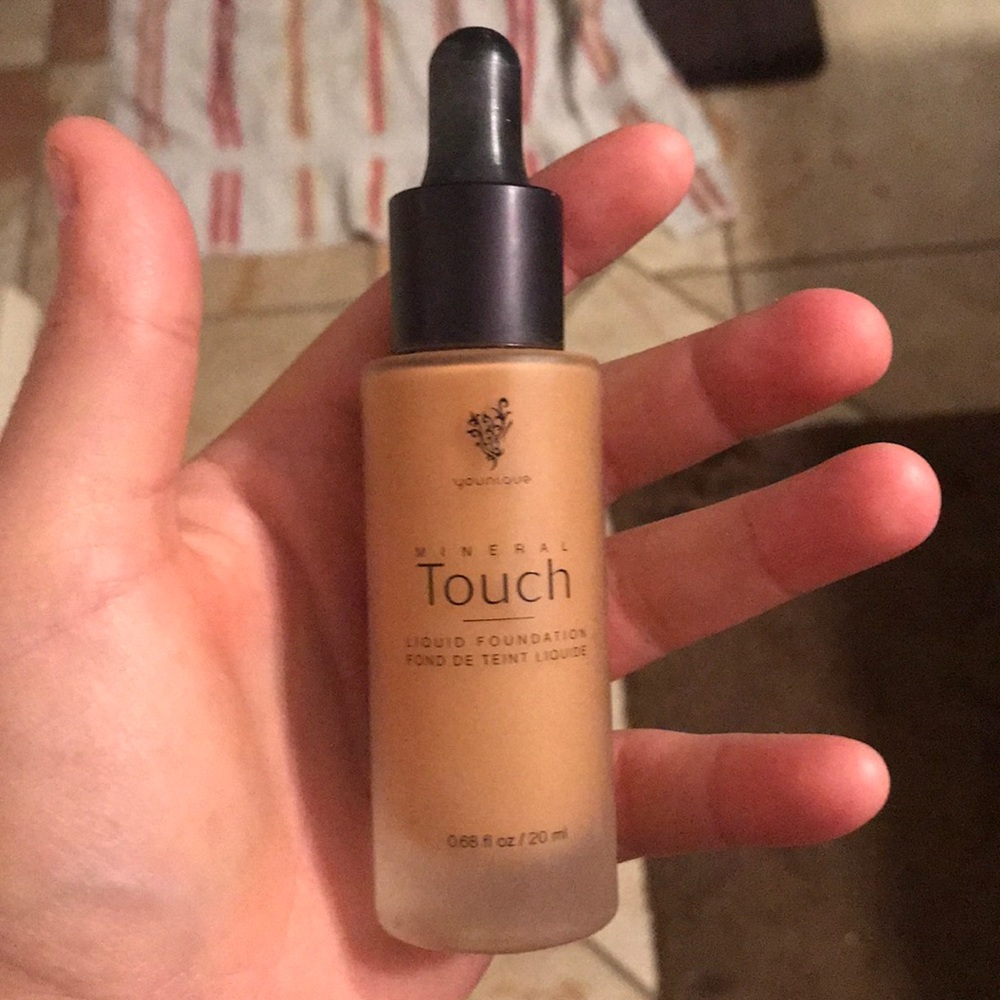 younique
MINERAL
Touch
LIQUID FOUNDATION
FOND DE TEINT LIQUIDE
0.68 fl oz / 20 ml